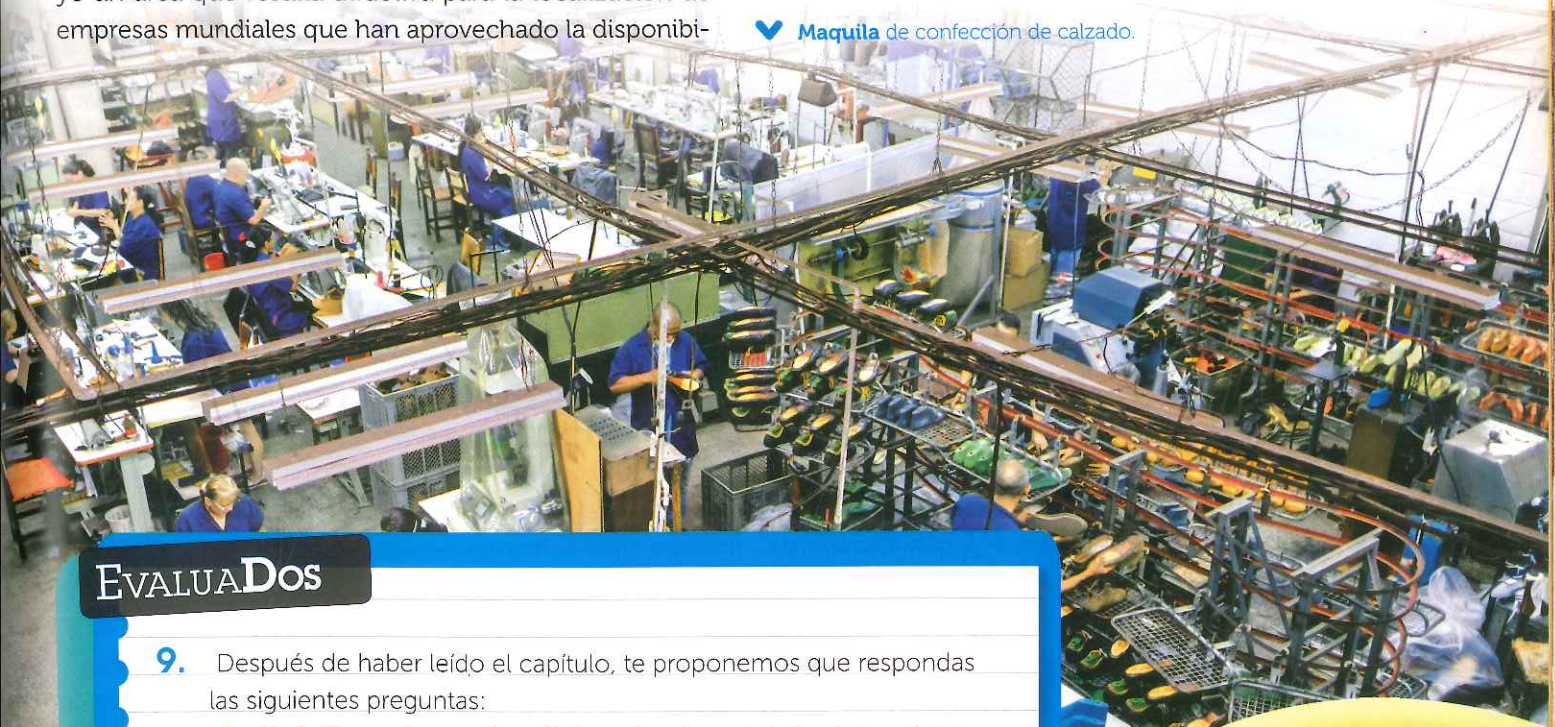 empresas mundiales que han aprovechado la disponibi-
Maquila de confección de calzado.
EVALUADOS
9. Después de haber leído el capítulo, te proponemos que respondas
las siguientes preguntas: